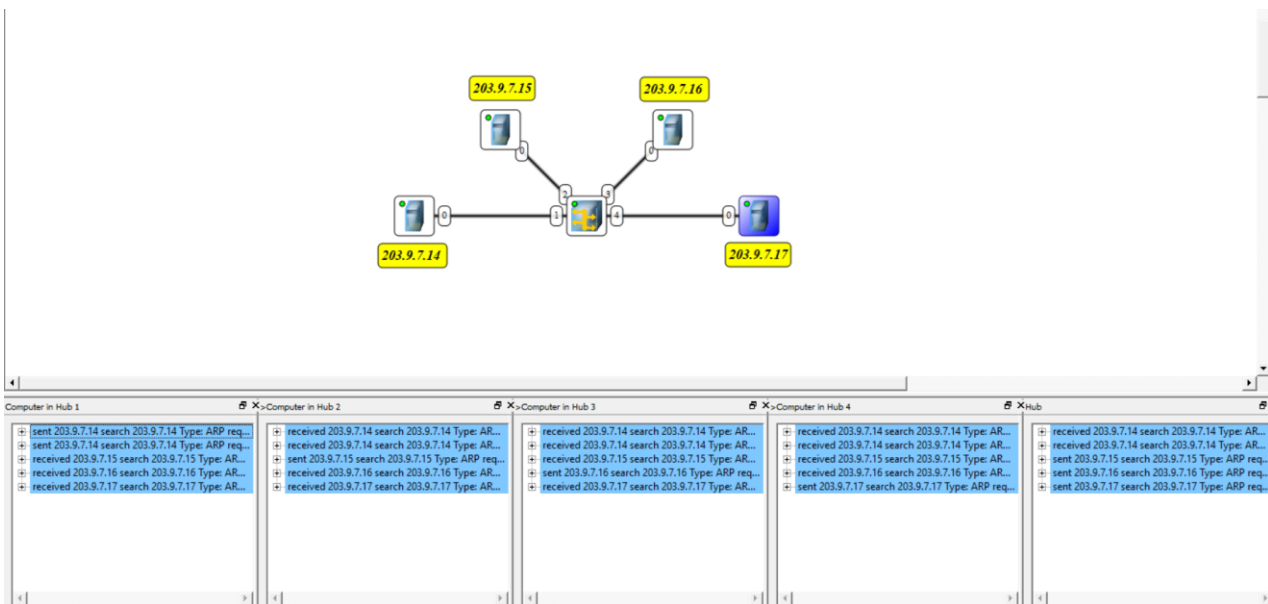 203.9.7.15
203.9.7.16
0
0
2
3
0
1
4
0
203.9.7.14
203.9.7.17
Computer in Hub 1
sent 203.9.7.14 search 203.9.7.14 Type: ARP req...
sent 203.9.7.14 search 203.9.7.14 Type: ARP req...
received 203.9.7.15 search 203.9.7.15 Type: AR...
received 203.9.7.16 search 203.9.7.16 Type: AR...
received 203.9.7.17 search 203.9.7.17 Type: AR...
>Computer in Hub 2
received 203.9.7.14 search 203.9.7.14 Type: AR...
received 203.9.7.14 search 203.9.7.14 Type: AR...
sent 203.9.7.15 search 203.9.7.15 Type: ARP req...
received 203.9.7.16 search 203.9.7.16 Type: AR...
received 203.9.7.17 search 203.9.7.17 Type: AR...
>Computer in Hub 3
received 203.9.7.14 search 203.9.7.14 Type: AR...
received 203.9.7.14 search 203.9.7.14 Type: AR...
received 203.9.7.15 search 203.9.7.15 Type: AR...
sent 203.9.7.16 search 203.9.7.16 Type: ARP req...
received 203.9.7.17 search 203.9.7.17 Type: AR...
>Computer in Hub 4
received 203.9.7.14 search 203.9.7.14 Type: AR...
received 203.9.7.14 search 203.9.7.14 Type: AR...
received 203.9.7.15 search 203.9.7.15 Type: AR...
received 203.9.7.16 search 203.9.7.16 Type: AR...
sent 203.9.7.17 search 203.9.7.17 Type: ARP req...
Hub
received 203.9.7.14 search 203.9.7.14 Type: AR...
received 203.9.7.14 search 203.9.7.14 Type: AR...
sent 203.9.7.15 search 203.9.7.15 Type: ARP req...
sent 203.9.7.16 search 203.9.7.16 Type: ARP req...
sent 203.9.7.17 search 203.9.7.17 Type: ARP req...